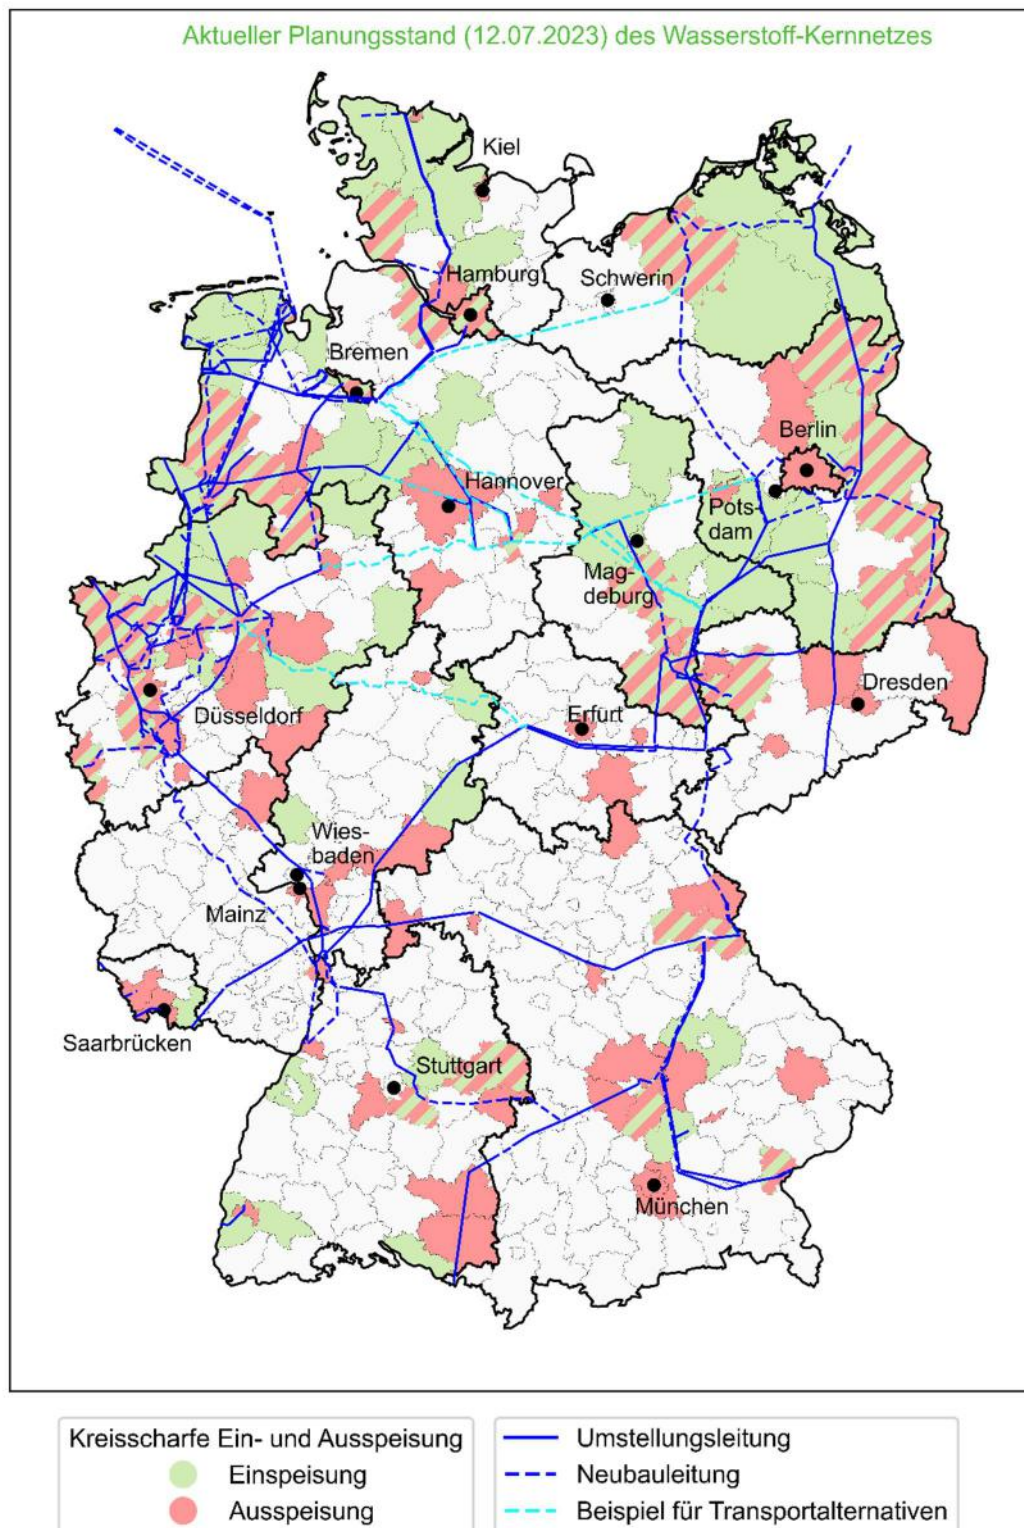 Aktueller Planungsstand (12.07.2023) des Wasserstoff-Kernnetzes
Kiel
Hamburg
Schwerin
Bremen
Berlin
Hannover
Pots-
dam
Mag-
deburg
Düsseldorf
Erfurt
Dresden
Wies-
baden
Mainz
Saarbrücken
Stuttgart
München
Kreisscharfe Ein- und Ausspeisung
Einspeisung
Ausspeisung
Umstellungsleitung
Neubauleitung
Beispiel für Transportalternativen